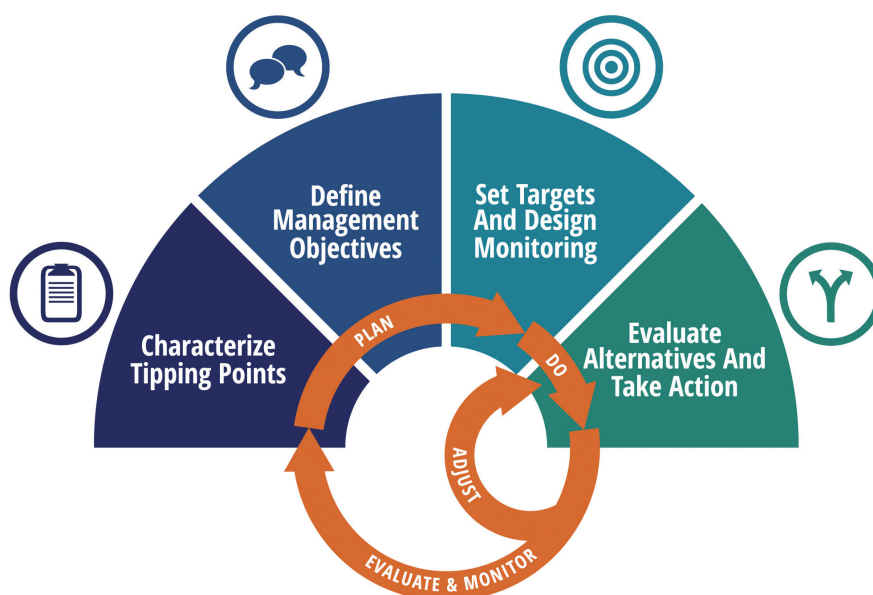 Define
Management
Objectives
Set Targets
And Design
Monitoring
Characterize
Tipping Points
Evaluate
Alternatives And
Take Action
PLAN
DO
ADJUST
EVALUATE & MONITOR